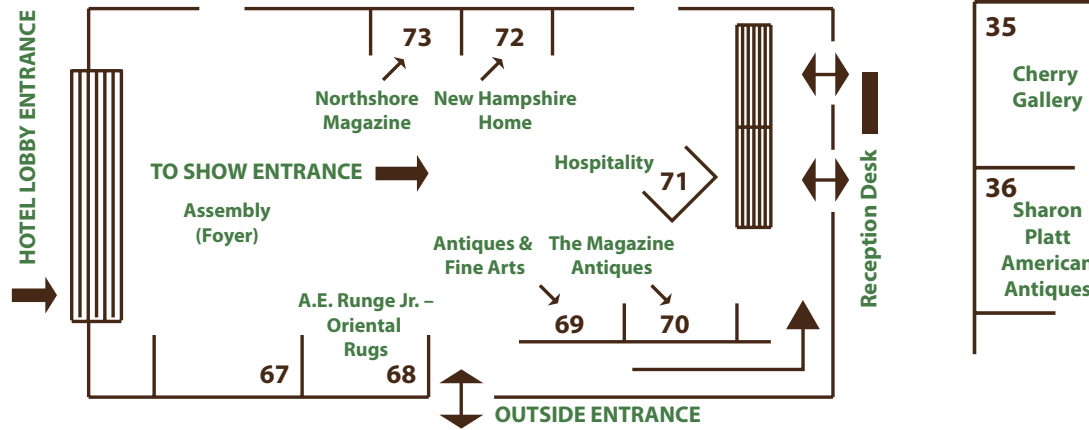 HOTEL LOBBY ENTRANCE
73
72
Northshore
Magazine
New Hampshire
Home
TO SHOW ENTRANCE
Assembly
(Foyer)
Hospitality
71
Antiques &
Fine Arts
The Magazine
Antiques
A.E. Runge Jr. –
Oriental
Rugs
69
70
67
68
OUTSIDE ENTRANCE
Reception Desk
35
Cherry
Gallery
36
Sharon
Platt
American
Antiques